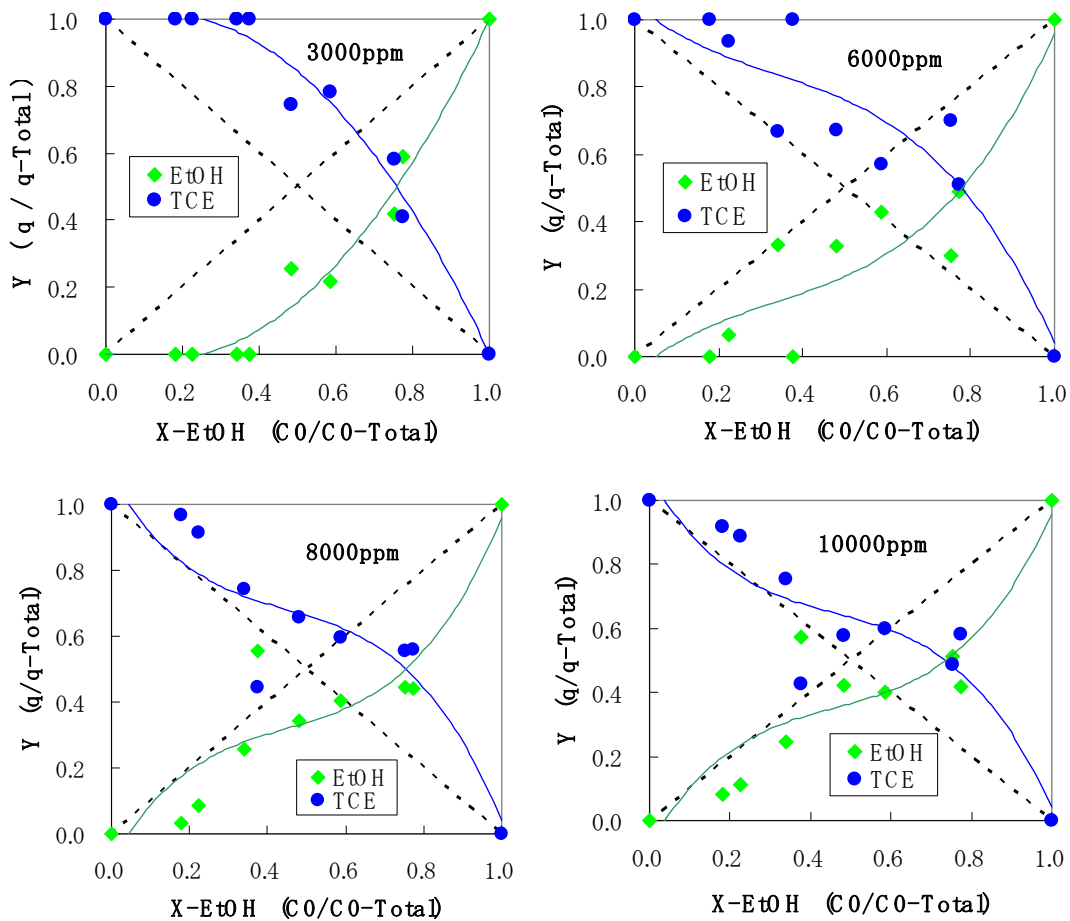 1.0
0.8
0.6
0.4
0.2
0.0
Y (q / q-Total)
3000ppm
EtOH
TCE
0.0 0.2 0.4 0.6 0.8 1.0
X-EtOH (C0/C0-Total)
1.0
0.8
0.6
0.4
0.2
0.0
Y (q/q-Total)
6000ppm
EtOH
TCE
0.0 0.2 0.4 0.6 0.8 1.0
X-EtOH (C0/C0-Total)
1.0
0.8
0.6
0.4
0.2
0.0
Y (q/q-Total)
8000ppm
EtOH
TCE
0.0 0.2 0.4 0.6 0.8 1.0
X-EtOH (C0/C0-Total)
1.0
0.8
0.6
0.4
0.2
0.0
Y (q/q-Total)
10000ppm
EtOH
TCE
0.0 0.2 0.4 0.6 0.8 1.0
X-EtOH (C0/C0-Total)